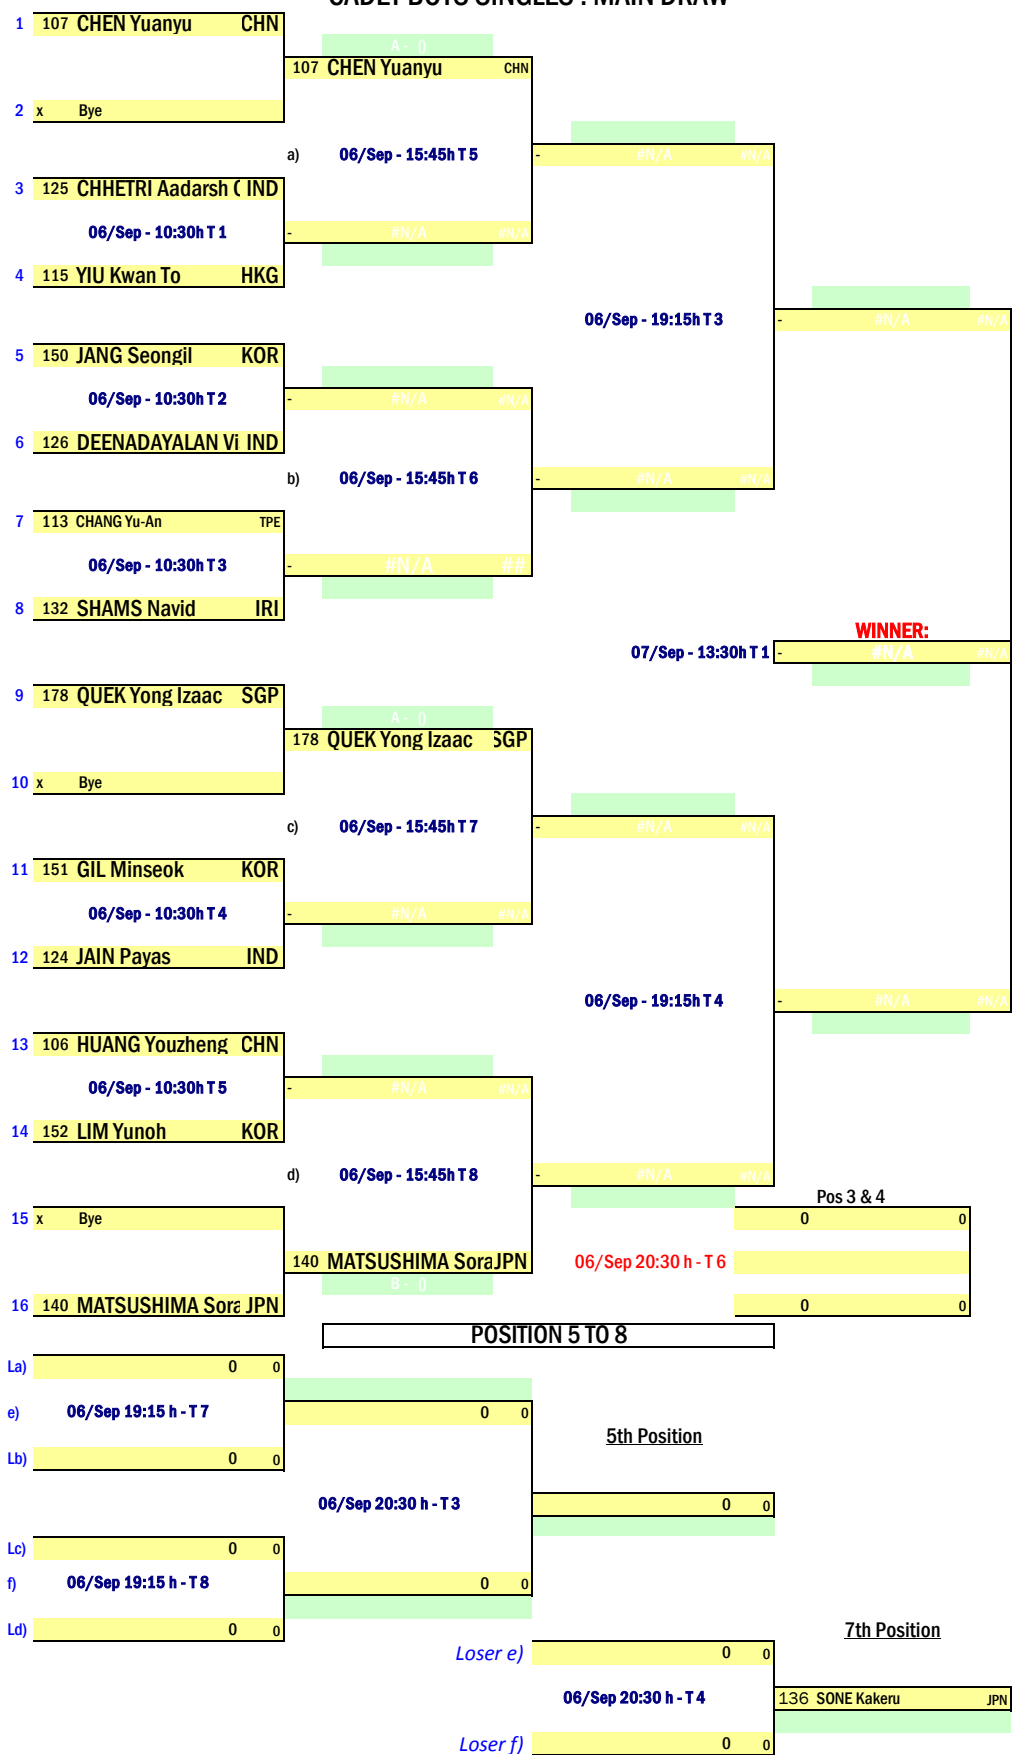 CADET BOYS SINGLES : MAIN DRAW
1 107 CHEN Yuanyu CHN
A - ()
107 CHEN Yuanyu CHN
2 x Bye
a) 06/Sep - 15:45h T 5
- #N/A #N/A
3 125 CHHETRI Aadarsh ( IND
06/Sep - 10:30h T 1
- #N/A #N/A
4 115 YIU Kwan To HKG
06/Sep - 19:15h T 3
- #N/A #N/A
5 150 JANG Seongil KOR
06/Sep - 10:30h T 2
- #N/A #N/A
6 126 DEENADAYALAN Vi IND
b) 06/Sep - 15:45h T 6
- #N/A #N/A
7 113 CHANG Yu-An TPE
06/Sep - 10:30h T 3
- #N/A ##
8 132 SHAMS Navid IRI
WINNER:
07/Sep - 13:30h T 1 - #N/A #N/A
9 178 QUEK Yong Izaac SGP
A - ()
178 QUEK Yong Izaac SGP
10 x Bye
c) 06/Sep - 15:45h T 7
- #N/A #N/A
11 151 GIL Minseok KOR
06/Sep - 10:30h T 4
- #N/A #N/A
12 124 JAIN Payas IND
06/Sep - 19:15h T 4
- #N/A #N/A
13 106 HUANG Youzheng CHN
06/Sep - 10:30h T 5
- #N/A #N/A
14 152 LIM Yunoh KOR
d) 06/Sep - 15:45h T 8
- #N/A #N/A
Pos 3 & 4
15 x Bye
0 0
140 MATSUSHIMA Sora JPN
06/Sep 20:30 h - T 6
B - ()
16 140 MATSUSHIMA Sora JPN
0 0
POSITION 5 TO 8
La) 0 0
e) 06/Sep 19:15 h - T 7
0 0
5th Position
Lb) 0 0
06/Sep 20:30 h - T 3
0 0
Lc) 0 0
f) 06/Sep 19:15 h - T 8
0 0
Ld) 0 0
7th Position
Loser e) 0 0
06/Sep 20:30 h - T 4
136 SONE Kakeru JPN
Loser f) 0 0